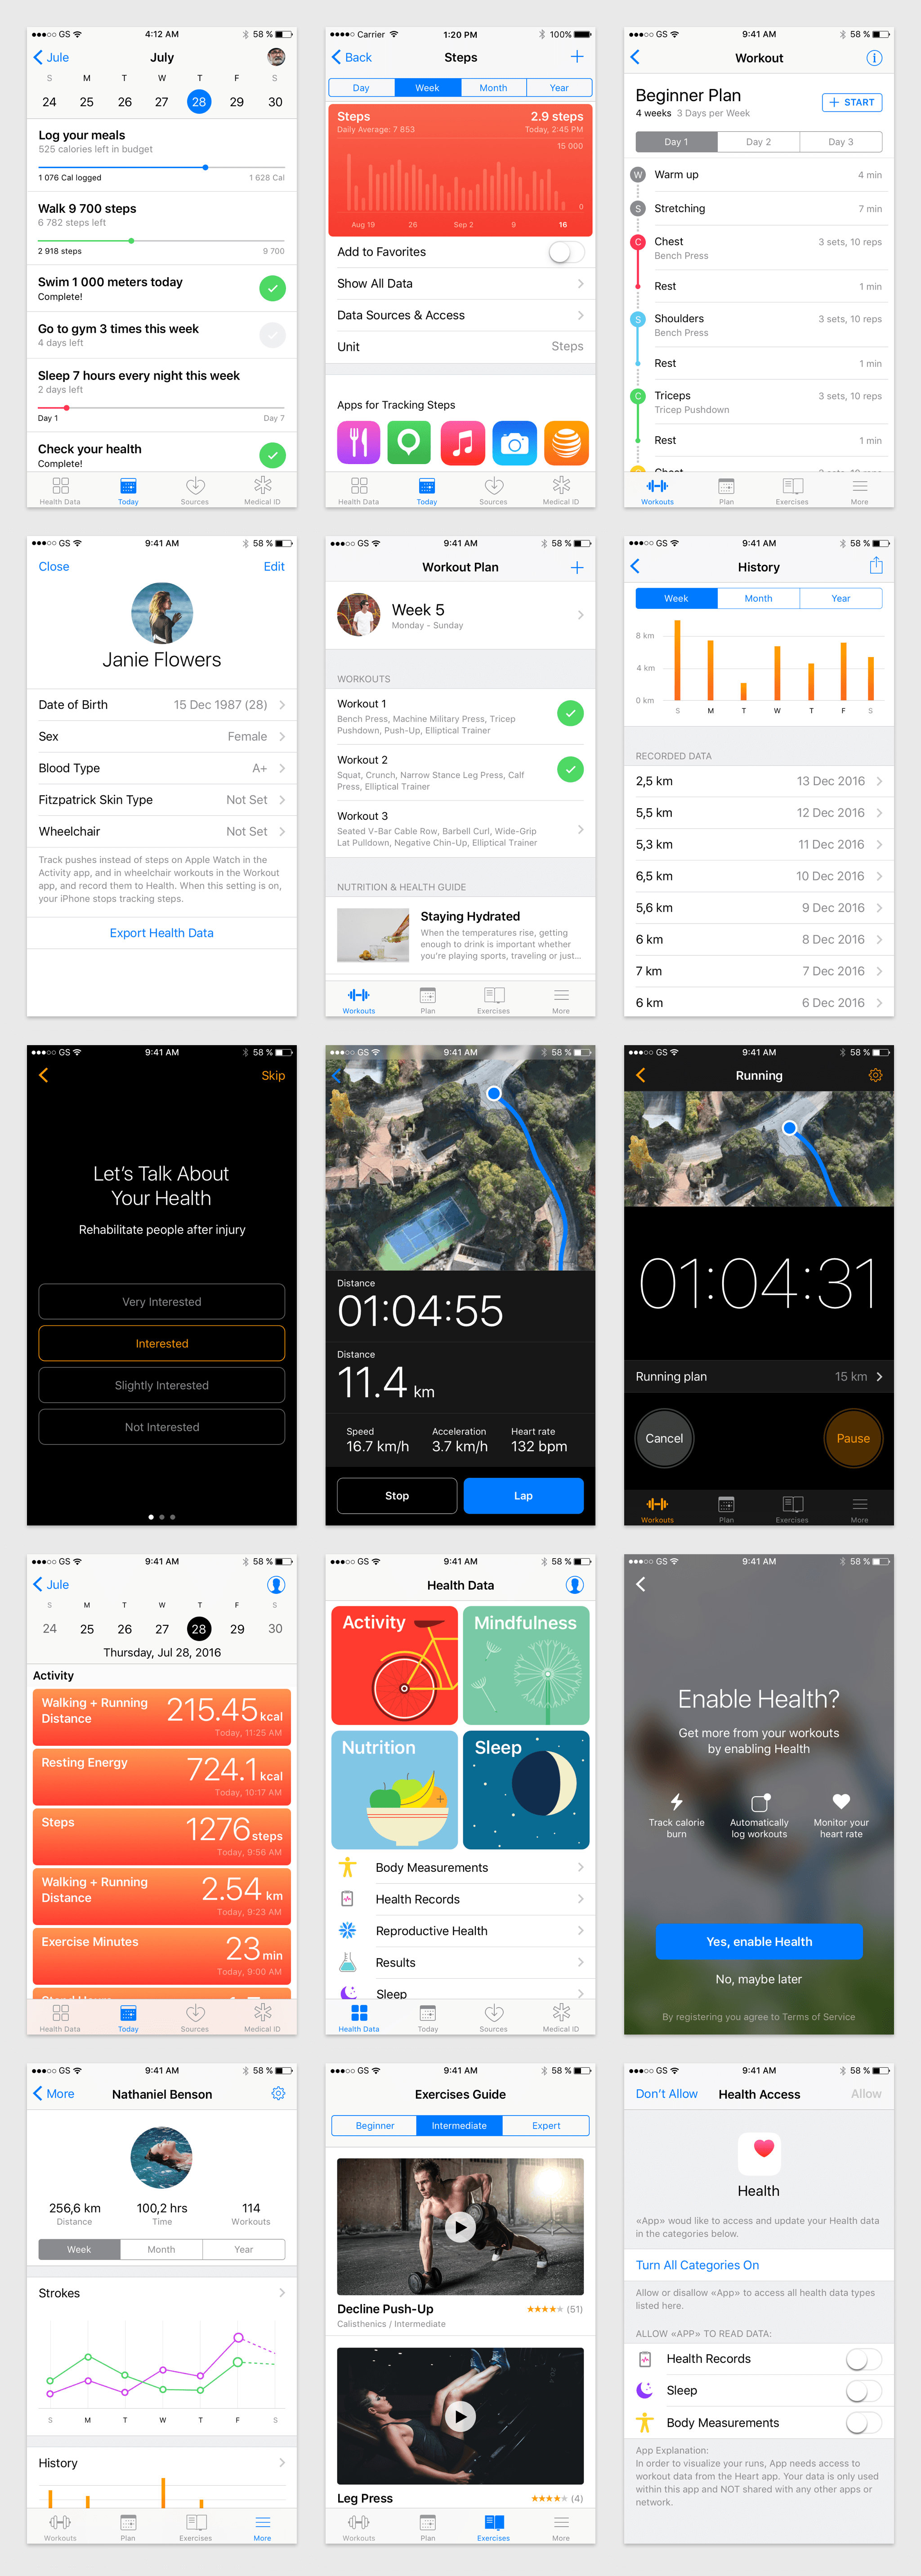 GS 4:12 AM 58 %
Jule July
S M T W T F S
24 25 26 27 28 29 30
Log your meals
525 calories left in budget
1 076 Cal logged 1 628 Cal
Walk 9 700 steps
6 782 steps left
2 918 steps 9 700
Swim 1 000 meters today
Complete!
Go to gym 3 times this week
4 days left
Sleep 7 hours every night this week
2 days left
Day 1 Day 7
Check your health
Complete!
Health Data Today Sources Medical ID
Carrier 1:20 PM 100%
Back Steps
Day Week Month Year
Steps 2.9 steps
Daily Average: 7 853 Today, 2:45 PM
15 000
0
Aug 19 26 Sep 2 9 16
Add to Favorites
Show All Data
Data Sources & Access
Unit Steps
Apps for Tracking Steps
Health Data Today Sources Medical ID
GS 9:41 AM 58 %
Workout
Beginner Plan + START
4 weeks 3 Days per Week
Day 1 Day 2 Day 3
W Warm up 4 min
S Stretching 7 min
C Chest 3 sets, 10 reps
Bench Press
Rest 1 min
S Shoulders 3 sets, 10 reps
Bench Press
Rest 1 min
C Triceps 3 sets, 10 reps
Tricep Pushdown
Rest 1 min
Workouts Plan Exercises More
GS 9:41 AM 58 %
Close Edit
Janie Flowers
Date of Birth 15 Dec 1987 (28)
Sex Female
Blood Type A+
Fitzpatrick Skin Type Not Set
Wheelchair Not Set
Track pushes instead of steps on Apple Watch in the
Activity app, and in wheelchair workouts in the Workout
app, and record them to Health. When this setting is on,
your iPhone stops tracking steps.
Export Health Data
GS 9:41 AM 58 %
Workout Plan
Week 5
Monday - Sunday
WORKOUTS
Workout 1
Bench Press, Machine Military Press, Tricep
Pushdown, Push-Up, Elliptical Trainer
Workout 2
Squat, Crunch, Narrow Stance Leg Press, Calf
Press, Elliptical Trainer
Workout 3
Seated V-Bar Cable Row, Barbell Curl, Wide-Grip
Lat Pulldown, Negative Chin-Up, Elliptical Trainer
NUTRITION & HEALTH GUIDE
Staying Hydrated
When the temperatures rise, getting
enough to drink is important whether
you're playing sports, traveling or just...
Workouts Plan Exercises More
GS 9:41 AM 58 %
History
Week Month Year
8 km
4 km
0 km
S M T W T F S
RECORDED DATA
2,5 km 13 Dec 2016
5,5 km 12 Dec 2016
5,3 km 11 Dec 2016
6,5 km 10 Dec 2016
5,6 km 9 Dec 2016
6 km 8 Dec 2016
7 km 7 Dec 2016
6 km 6 Dec 2016
GS 9:41 AM 58 %
Skip
Let's Talk About
Your Health
Rehabilitate people after injury
Very Interested
Interested
Slightly Interested
Not Interested
GS 9:41 AM 58 %
Distance
01:04:55
Distance
11.4 km
Speed Acceleration Heart rate
16.7 km/h 3.7 km/h 132 bpm
Stop Lap
GS 9:41 AM 58 %
Running
01:04:31
Running plan 15 km
Cancel Pause
Workouts Plan Exercises More
GS 9:41 AM 58 %
Jule
S M T W T F S
24 25 26 27 28 29 30
Thursday, Jul 28, 2016
Activity
Walking + Running
Distance 215.45 kcal
Today, 11:25 AM
Resting Energy 724.1 kcal
Today, 10:17 AM
Steps 1276 steps
Today, 9:56 AM
Walking + Running
Distance 2.54 km
Today, 9:23 AM
Exercise Minutes 23 min
Today, 9:00 AM
Health Data Today Sources Medical ID
GS 9:41 AM 58 %
Health Data
Activity Mindfulness
Nutrition Sleep
Body Measurements
Health Records
Reproductive Health
Results
Sleep
Health Data Today Sources Medical ID
GS 9:41 AM 58 %
Enable Health?
Get more from your workouts
by enabling Health
Track calorie Automatically Monitor your
burn log workouts heart rate
Yes, enable Health
No, maybe later
By registering you agree to Terms of Service
GS 9:41 AM 58 %
More Nathaniel Benson
256,6 km 100,2 hrs 114
Distance Time Workouts
Week Month Year
Strokes
S M T W T F S
History
Workouts Plan Exercises More
GS 9:41 AM 58 %
Exercises Guide
Beginner Intermediate Expert
Decline Push-Up (51)
Calisthenics / Intermediate
Leg Press (4)
Workouts Plan Exercises More
GS 9:41 AM 58 %
Don't Allow Health Access Allow
Health
«App» woud like to access and update your Health data
in the categories below.
Turn All Categories On
Allow or disallow «App» to access all health data types
listed here.
ALLOW «APP» TO READ DATA:
Health Records
Sleep
Body Measurements
App Explanation:
In order to visualize your runs, App needs access to
workout data from the Heart app. Your data is only used
within this app and NOT shared with any other apps or
network.